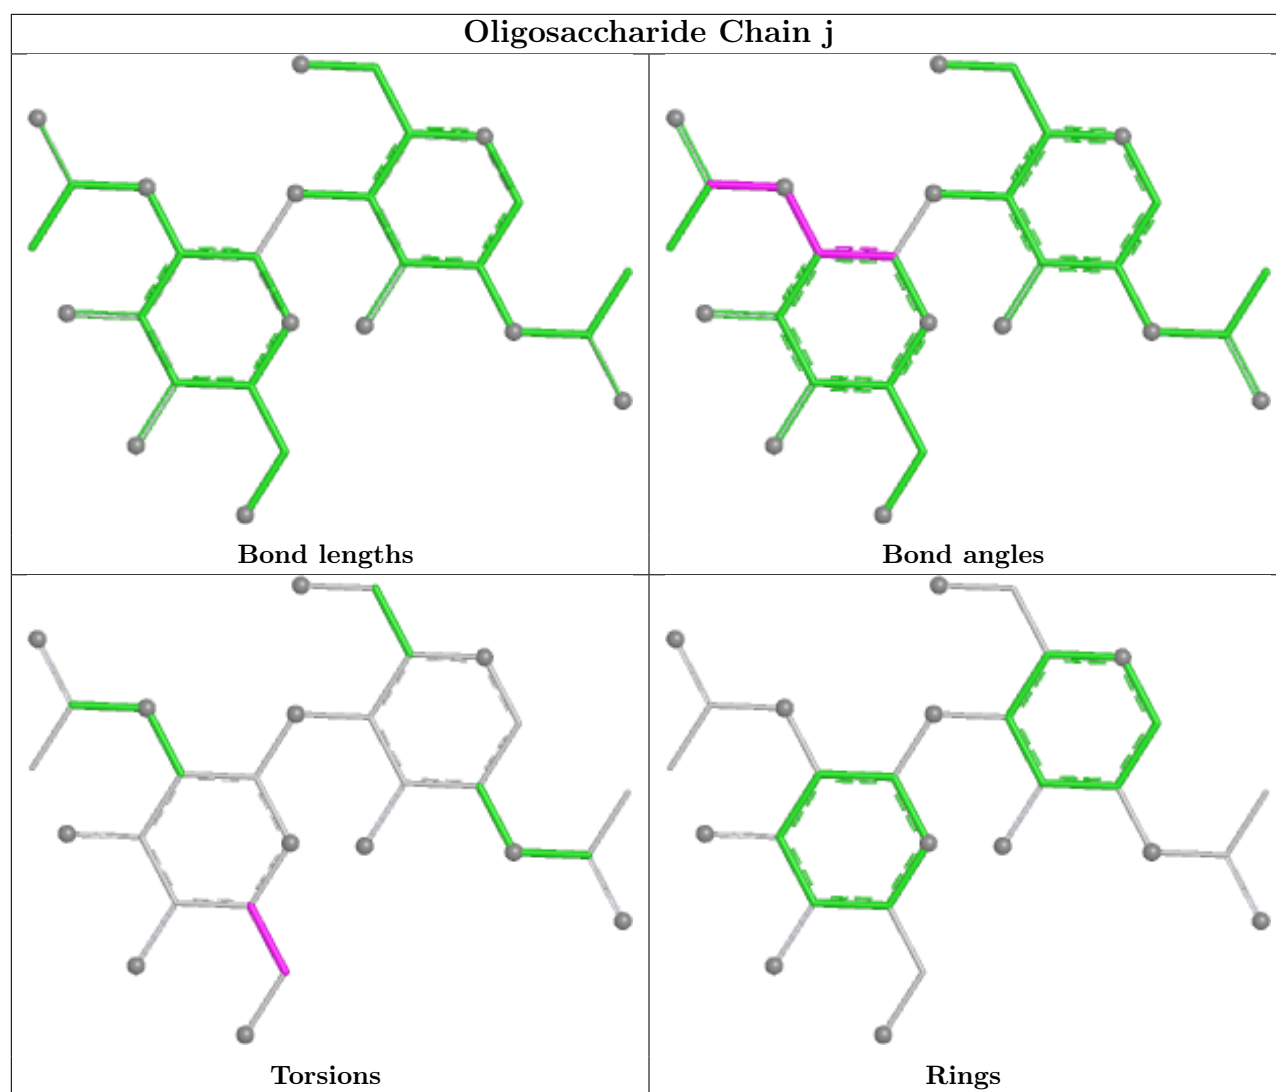 Oligosaccharide Chain j
Bond lengths
Bond angles
Torsions
Rings